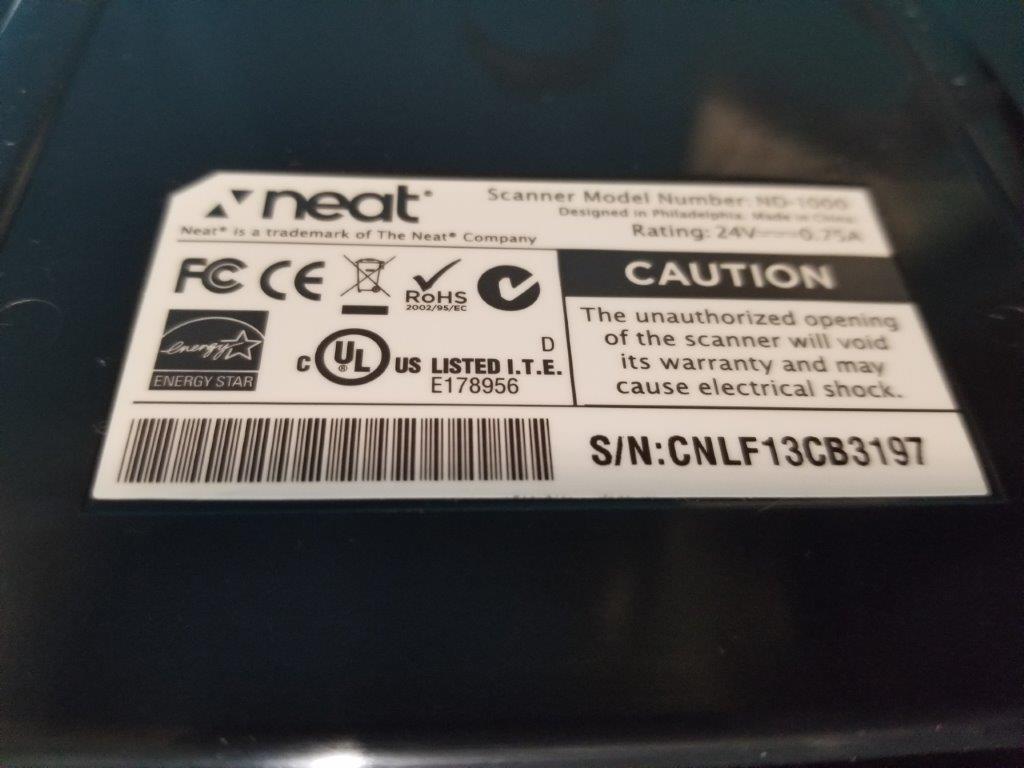 neat®
Scanner Model Number: ND-1000
Designed in Philadelphia. Made in China.
Rating: 24V⎓0.75A
Neat® is a trademark of The Neat® Company
FC CE
RoHS
2002/95/EC
energy
ENERGY STAR
C UL® US LISTED I.T.E.
D
E178956
CAUTION
The unauthorized opening
of the scanner will void
its warranty and may
cause electrical shock.
S/N:CNLF13CB3197